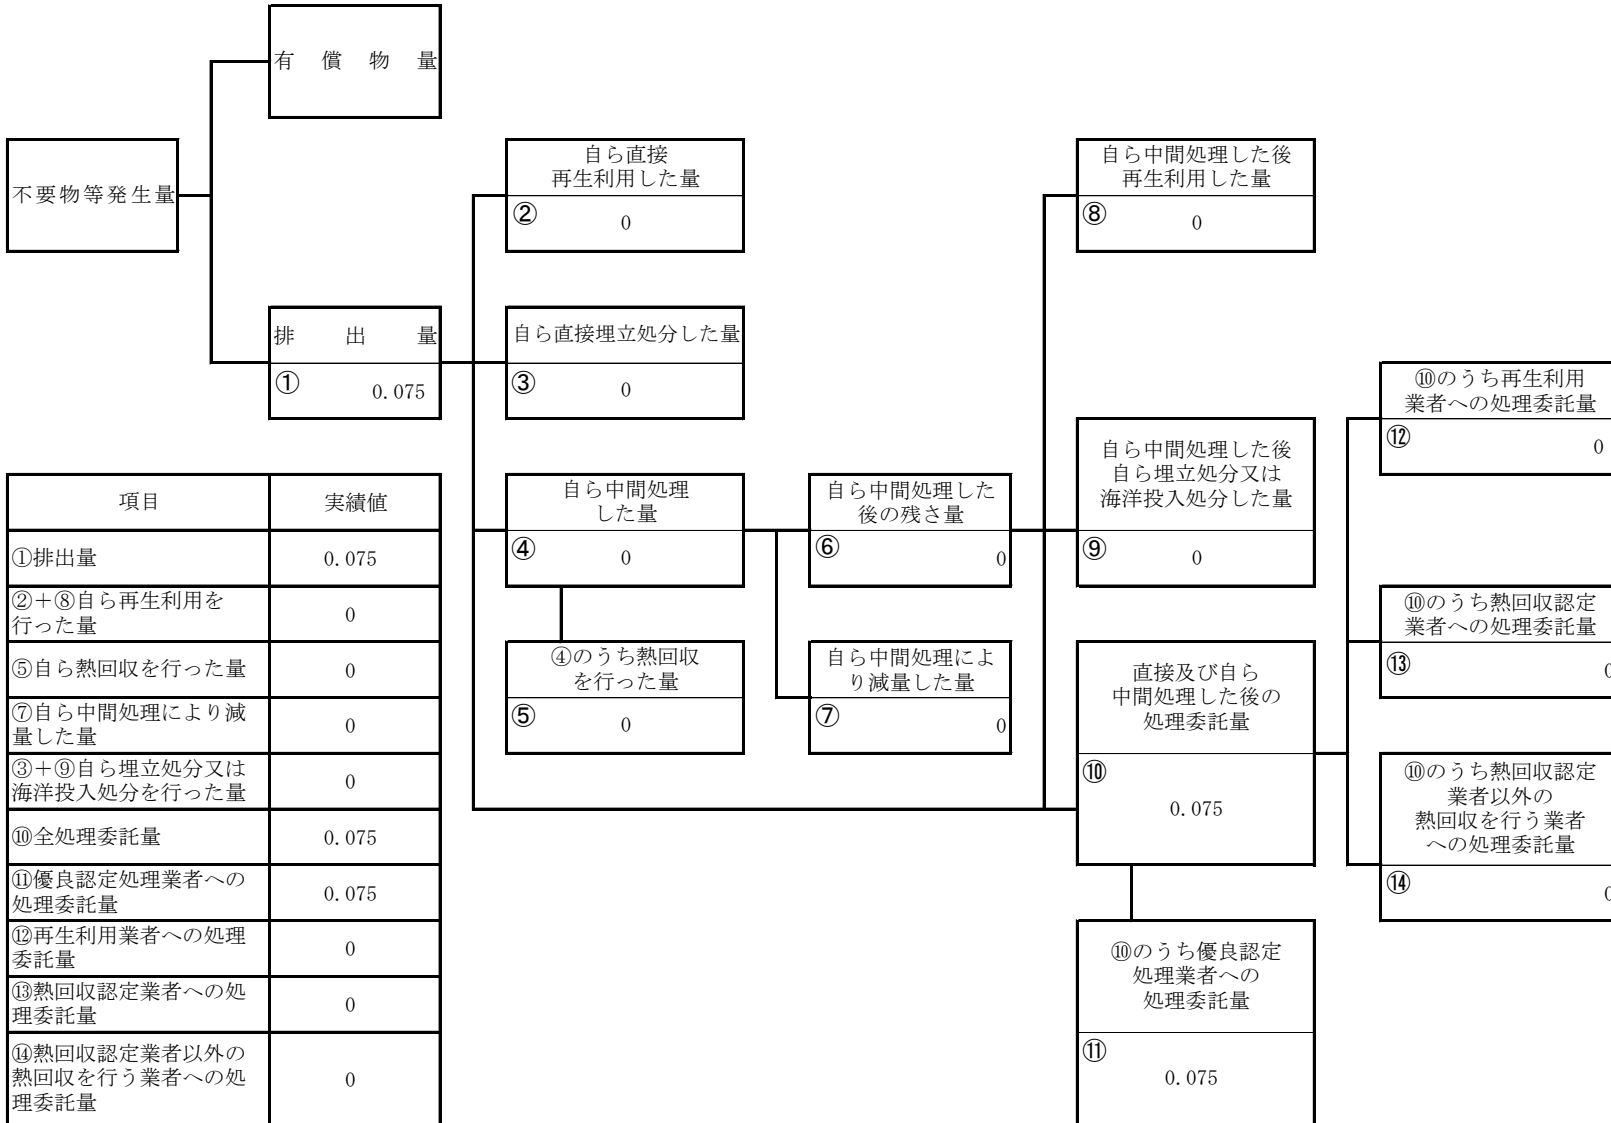 有償物量
不要物等発生量
排出量
① 0.075
自ら直接
再生利用した量
② 0
自ら直接埋立処分した量
③ 0
自ら中間処理
した量
④ 0
④のうち熱回収
を行った量
⑤ 0
自ら中間処理した
後の残さ量
⑥ 0
自ら中間処理によ
り減量した量
⑦ 0
自ら中間処理した後
再生利用した量
⑧ 0
自ら中間処理した後
自ら埋立処分又は
海洋投入処分した量
⑨ 0
直接及び自ら
中間処理した後の
処理委託量
⑩
0.075
⑩のうち優良認定
処理業者への
処理委託量
⑪
0.075
⑩のうち再生利用
業者への処理委託量
⑫ 0
⑩のうち熱回収認定
業者への処理委託量
⑬ 0
⑩のうち熱回収認定
業者以外の
熱回収を行う業者
への処理委託量
⑭ 0
項目 実績値
①排出量 0.075
②＋⑧自ら再生利用を
行った量 0
⑤自ら熱回収を行った量 0
⑦自ら中間処理により減
量した量 0
③＋⑨自ら埋立処分又は
海洋投入処分を行った量 0
⑩全処理委託量 0.075
⑪優良認定処理業者への
処理委託量 0.075
⑫再生利用業者への処理
委託量 0
⑬熱回収認定業者への処
理委託量 0
⑭熱回収認定業者以外の
熱回収を行う業者への処
理委託量 0